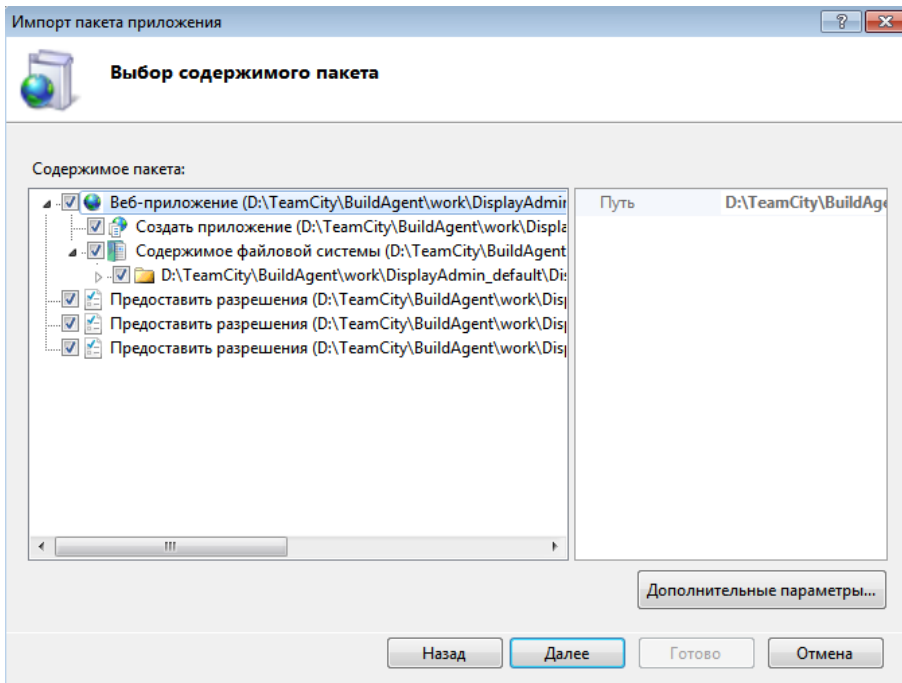 Импорт пакета приложения
Выбор содержимого пакета
Содержимое пакета:
Веб-приложение (D:\TeamCity\BuildAgent\work\DisplayAdmin
Путь D:\TeamCity\BuildAge
Создать приложение (D:\TeamCity\BuildAgent\work\Displa
Содержимое файловой системы (D:\TeamCity\BuildAgent
D:\TeamCity\BuildAgent\work\DisplayAdmin_default\Dis
Предоставить разрешения (D:\TeamCity\BuildAgent\work\Disp
Предоставить разрешения (D:\TeamCity\BuildAgent\work\Disp
Предоставить разрешения (D:\TeamCity\BuildAgent\work\Disp
Дополнительные параметры...
Назад Далее Готово Отмена